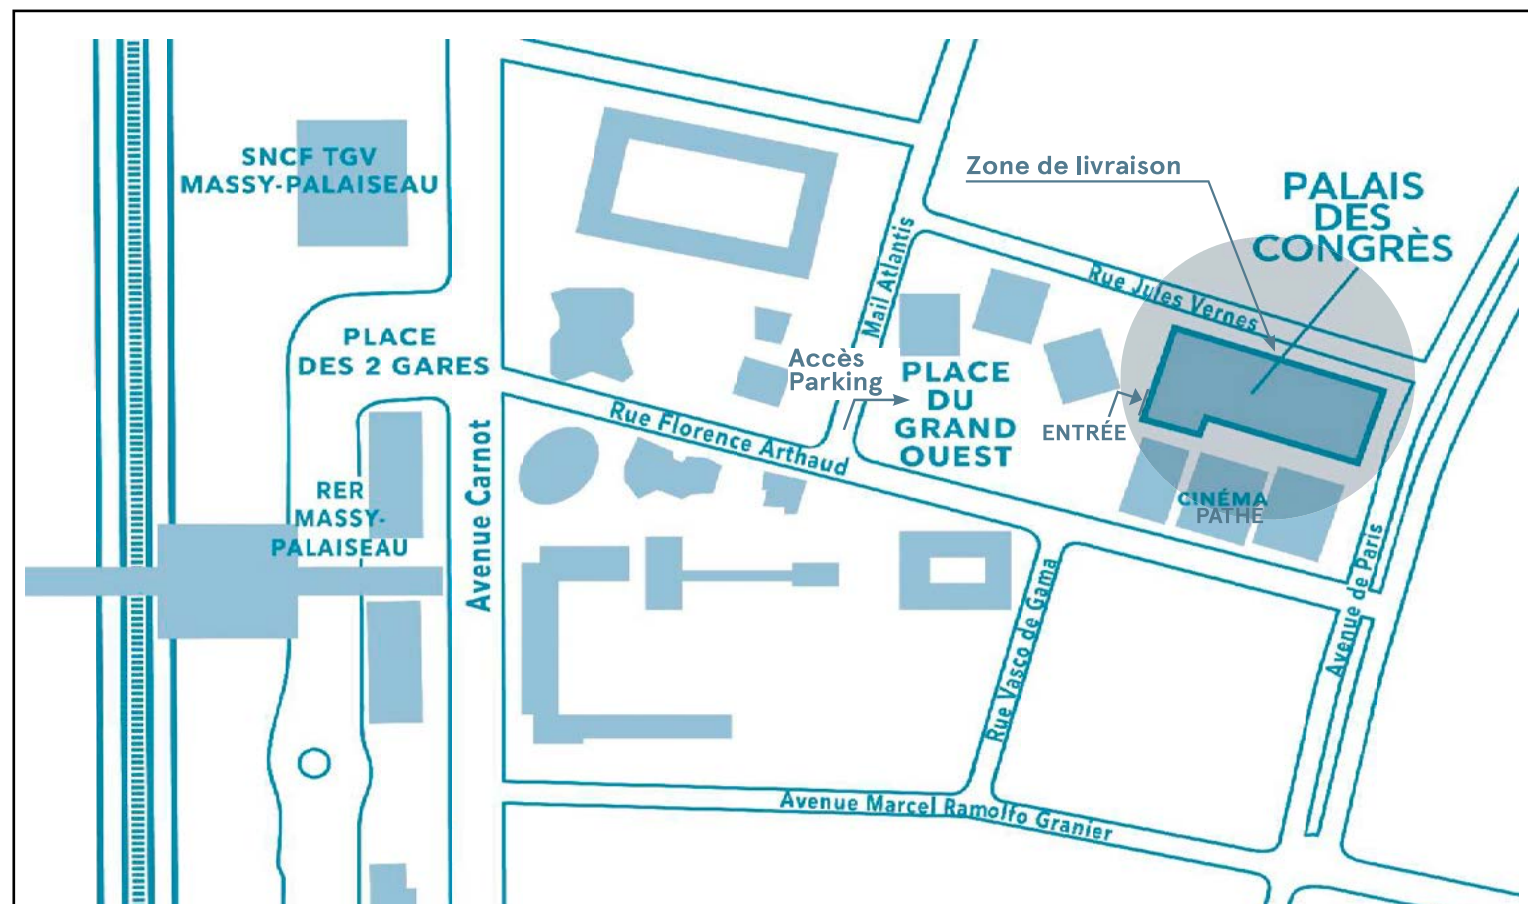 SNCF TGV
MASSY-PALAISEAU
Zone de livraison
PALAIS
DES
CONGRÈS
Mail Atlantis
Rue Jules Vernes
PLACE
DES 2 GARES
Accès
Parking
PLACE
DU
GRAND
OUEST
ENTRÉE
Rue Florence Arthaud
Avenue Carnot
RER
MASSY-
PALAISEAU
CINÉMA
PATHÉ
Avenue de Paris
Rue Vasco de Gama
Avenue Marcel Ramolfo Granier